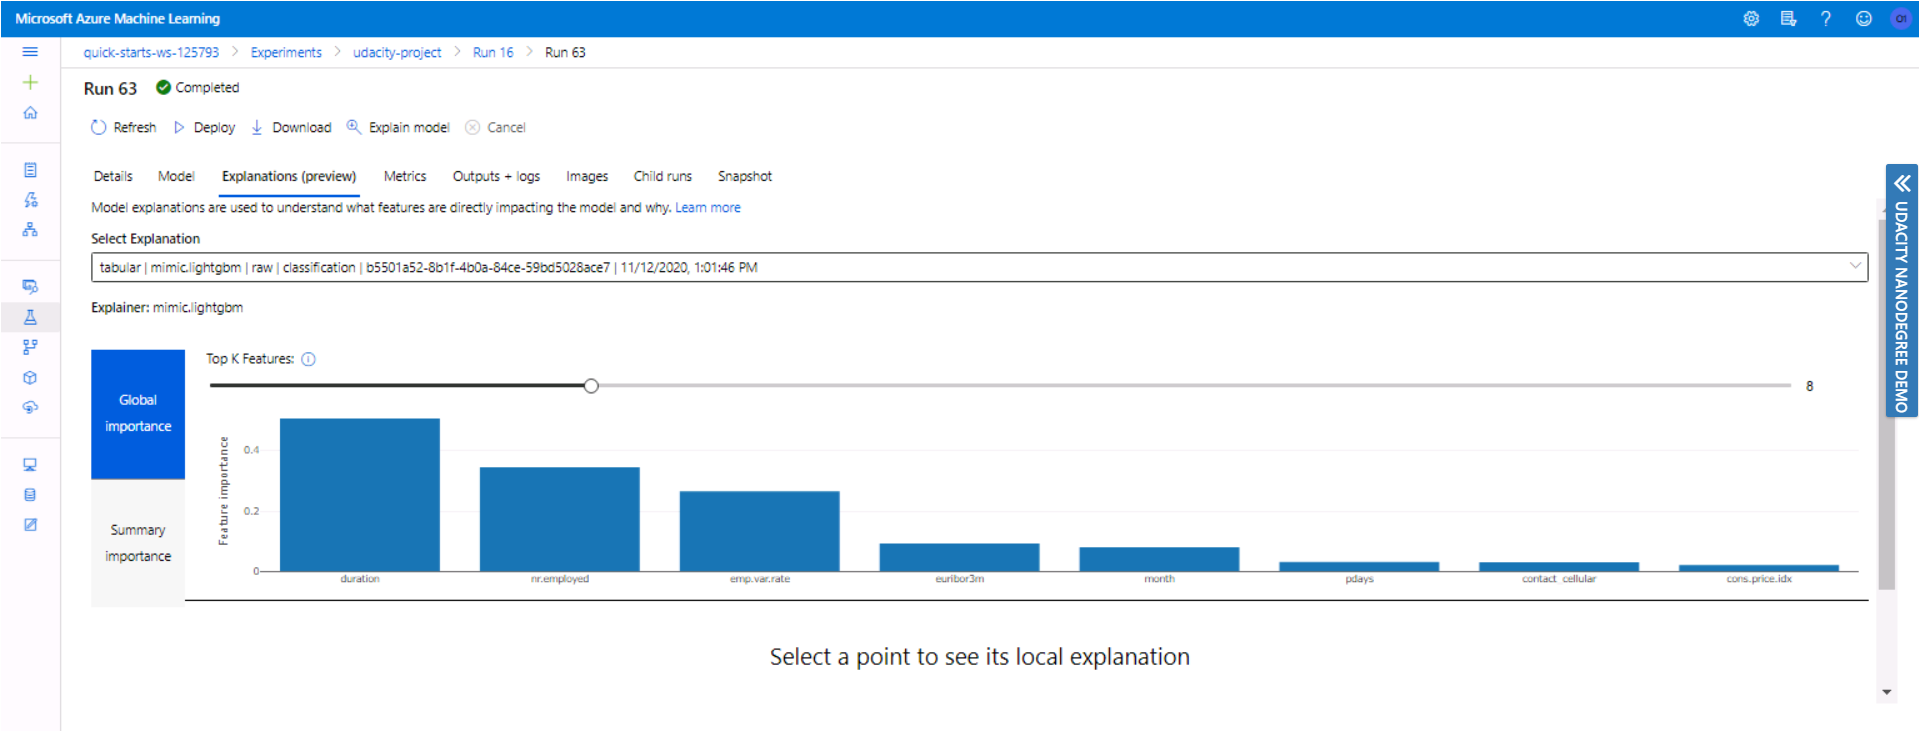 Microsoft Azure Machine Learning
O1
quick-starts-ws-125793 > Experiments > udacity-project > Run 16 > Run 63
Run 63 Completed
Refresh Deploy Download Explain model Cancel
Details Model Explanations (preview) Metrics Outputs + logs Images Child runs Snapshot
Model explanations are used to understand what features are directly impacting the model and why. Learn more
Select Explanation
tabular | mimic.lightgbm | raw | classification | b5501a52-8b1f-4b0a-84ce-59bd5028ace7 | 11/12/2020, 1:01:46 PM
Explainer: mimic.lightgbm
Global importance
Summary importance
Top K Features:
8
Feature importance
0.4
0.2
0
duration nr.employed emp.var.rate euribor3m month pdays contact cellular cons.price.idx
Select a point to see its local explanation
UDACITY NANODEGREE DEMO